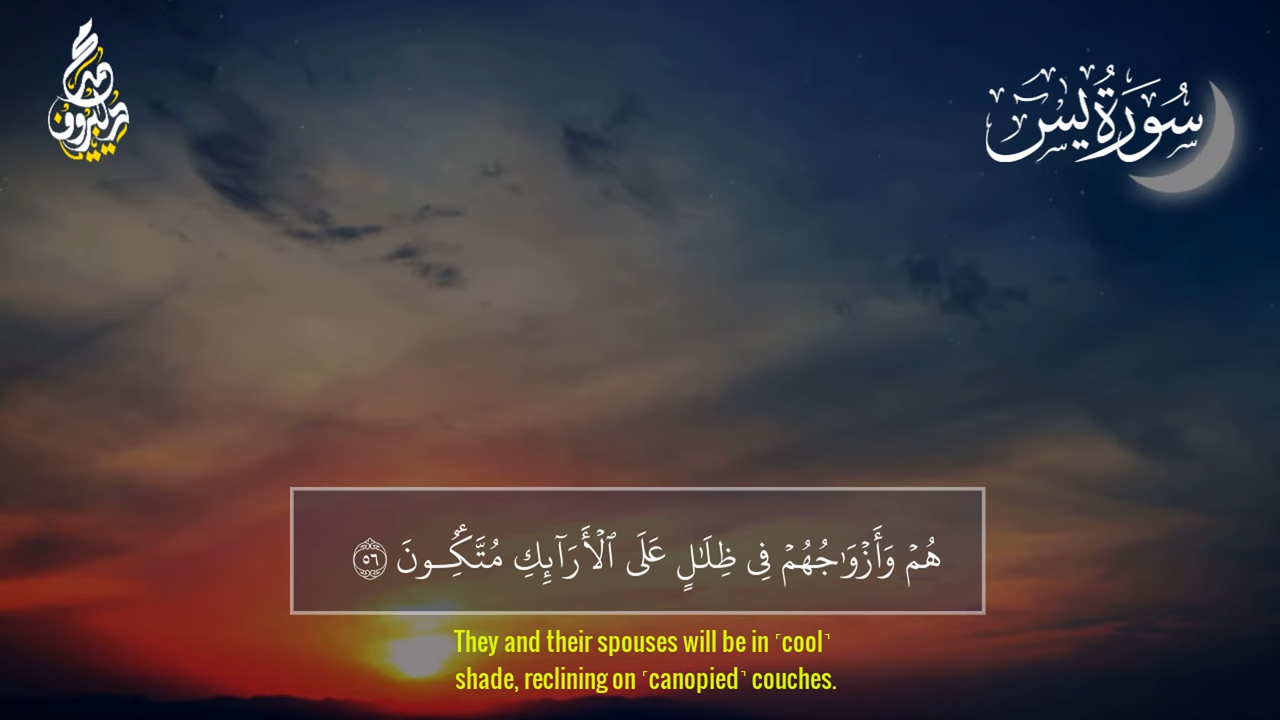 سُورَةُ يسٓ
هُمۡ وَأَزۡوَٰجُهُمۡ فِى ظِلَـٰلٍ عَلَى ٱلۡأَرَآئِكِ مُتَّكِـُٔونَ ٥٦
They and their spouses will be in ˹cool˺
shade, reclining on ˹canopied˺ couches.